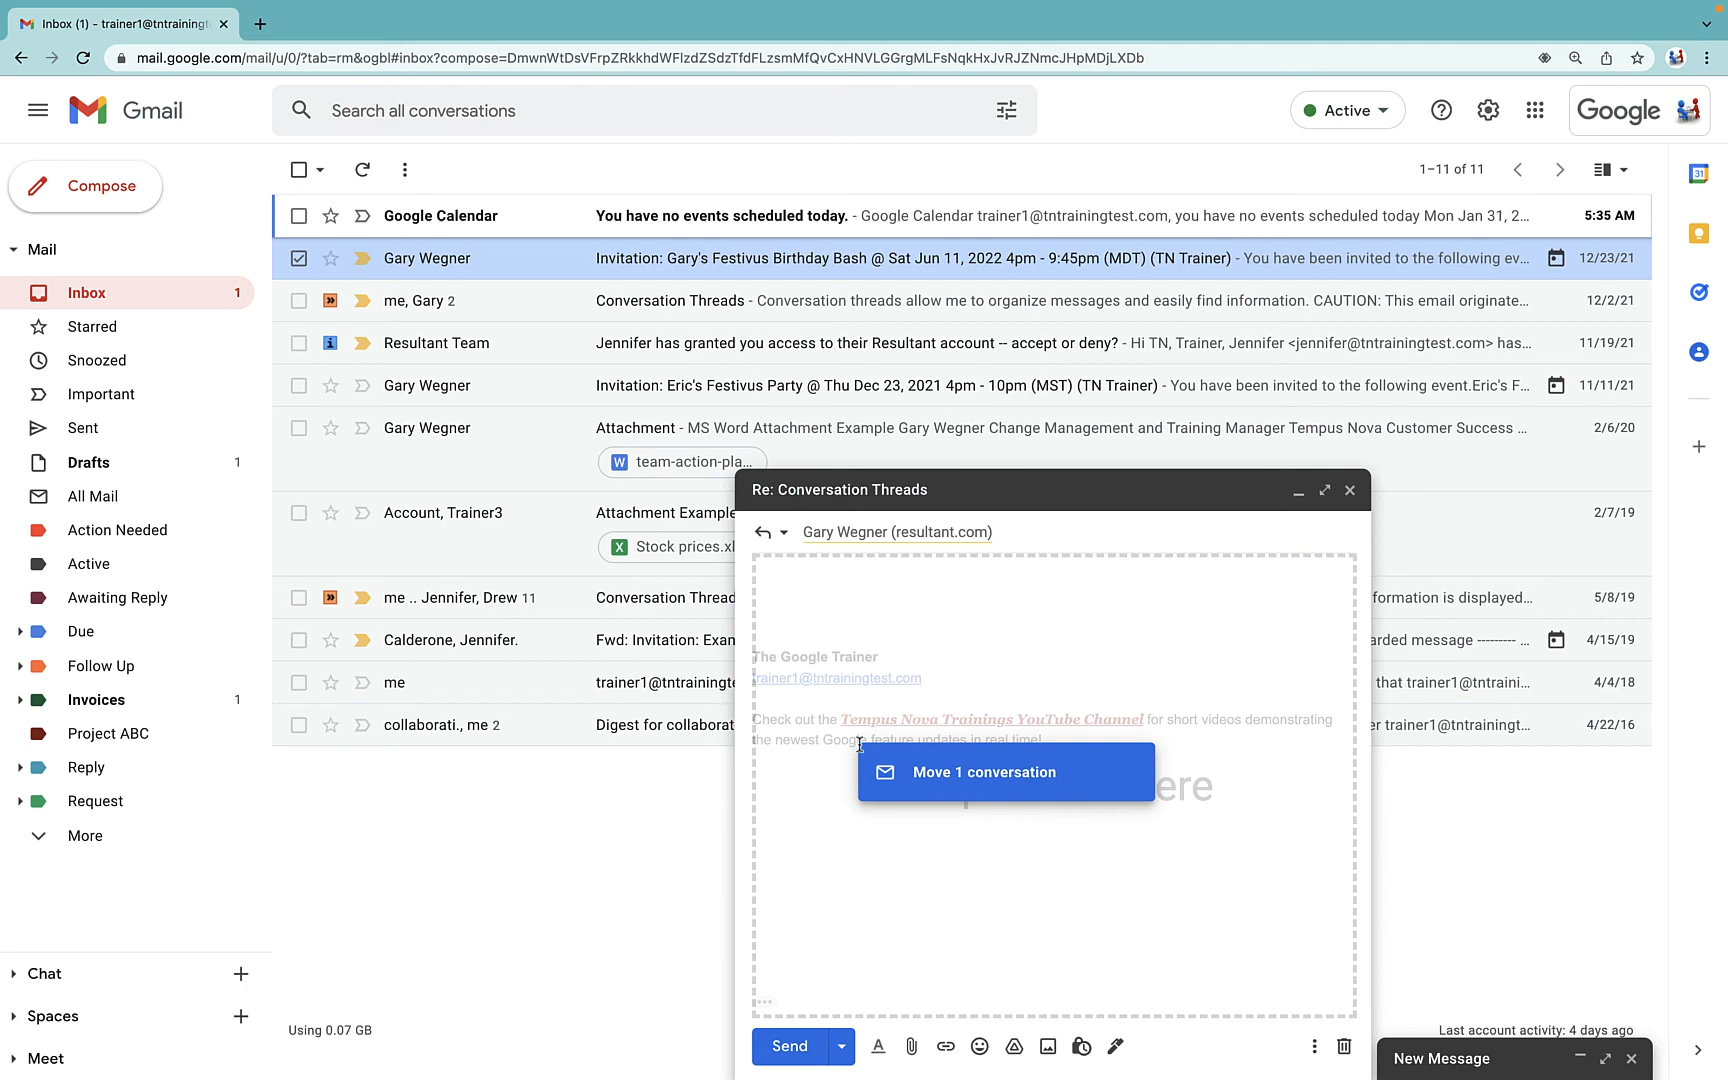 Inbox (1) - trainer1@tntraining
mail.google.com/mail/u/0/?tab=rm&ogbl#inbox?compose=DmwnWtDsVFrpZRkkhdWFlzdZSdzTfdFLzsmMfQvCxHNVLGGrgMLFsNqkHxJvRJZNmcJHpMDjLXDb
Gmail
Search all conversations
Active
Google
Compose
1–11 of 11
31
Mail
Inbox 1
Starred
Snoozed
Important
Sent
Drafts 1
All Mail
Action Needed
Active
Awaiting Reply
Due
Follow Up
Invoices 1
Project ABC
Reply
Request
More
Chat
Spaces
Meet
Google Calendar You have no events scheduled today. - Google Calendar trainer1@tntrainingtest.com, you have no events scheduled today Mon Jan 31, 2... 5:35 AM
Gary Wegner Invitation: Gary's Festivus Birthday Bash @ Sat Jun 11, 2022 4pm - 9:45pm (MDT) (TN Trainer) - You have been invited to the following ev... 12/23/21
me, Gary 2 Conversation Threads - Conversation threads allow me to organize messages and easily find information. CAUTION: This email originate... 12/2/21
Resultant Team Jennifer has granted you access to their Resultant account -- accept or deny? - Hi TN, Trainer, Jennifer <jennifer@tntrainingtest.com> has... 11/19/21
Gary Wegner Invitation: Eric's Festivus Party @ Thu Dec 23, 2021 4pm - 10pm (MST) (TN Trainer) - You have been invited to the following event.Eric's F... 11/11/21
Gary Wegner Attachment - MS Word Attachment Example Gary Wegner Change Management and Training Manager Tempus Nova Customer Success ... 2/6/20
W team-action-pla...
Account, Trainer3 Attachment Example 2/7/19
X Stock prices.xl
me .. Jennifer, Drew 11 Conversation Thread formation is displayed... 5/8/19
Calderone, Jennifer. Fwd: Invitation: Exam arded message --------- ... 4/15/19
me trainer1@tntrainingte that trainer1@tntraini... 4/4/18
collaborati., me 2 Digest for collaborat er trainer1@tntrainingt... 4/22/16
Using 0.07 GB
Last account activity: 4 days ago
Re: Conversation Threads
Gary Wegner (resultant.com)
The Google Trainer
trainer1@tntrainingtest.com
Check out the Tempus Nova Trainings YouTube Channel for short videos demonstrating
the newest Google feature updates in real time!
Move 1 conversation
ere
Send
New Message